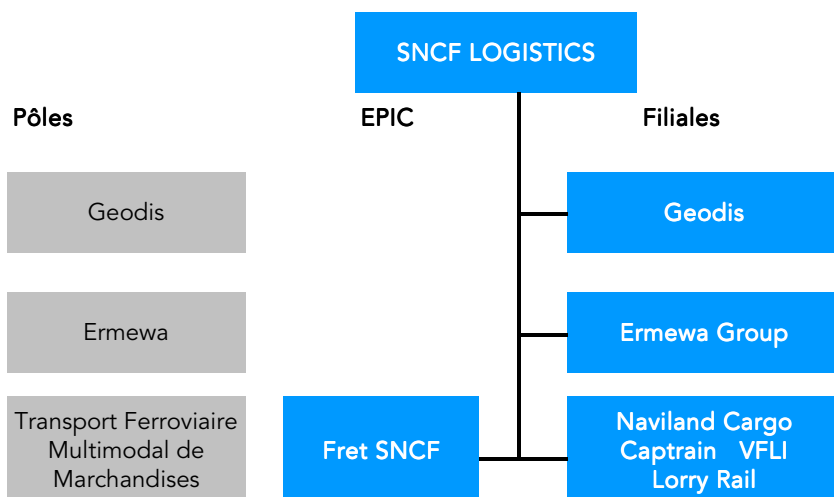 SNCF LOGISTICS
Pôles EPIC Filiales
Geodis Geodis
Ermewa Ermewa Group
Transport Ferroviaire
Multimodal de
Marchandises
Fret SNCF
Naviland Cargo
Captrain VFLI
Lorry Rail